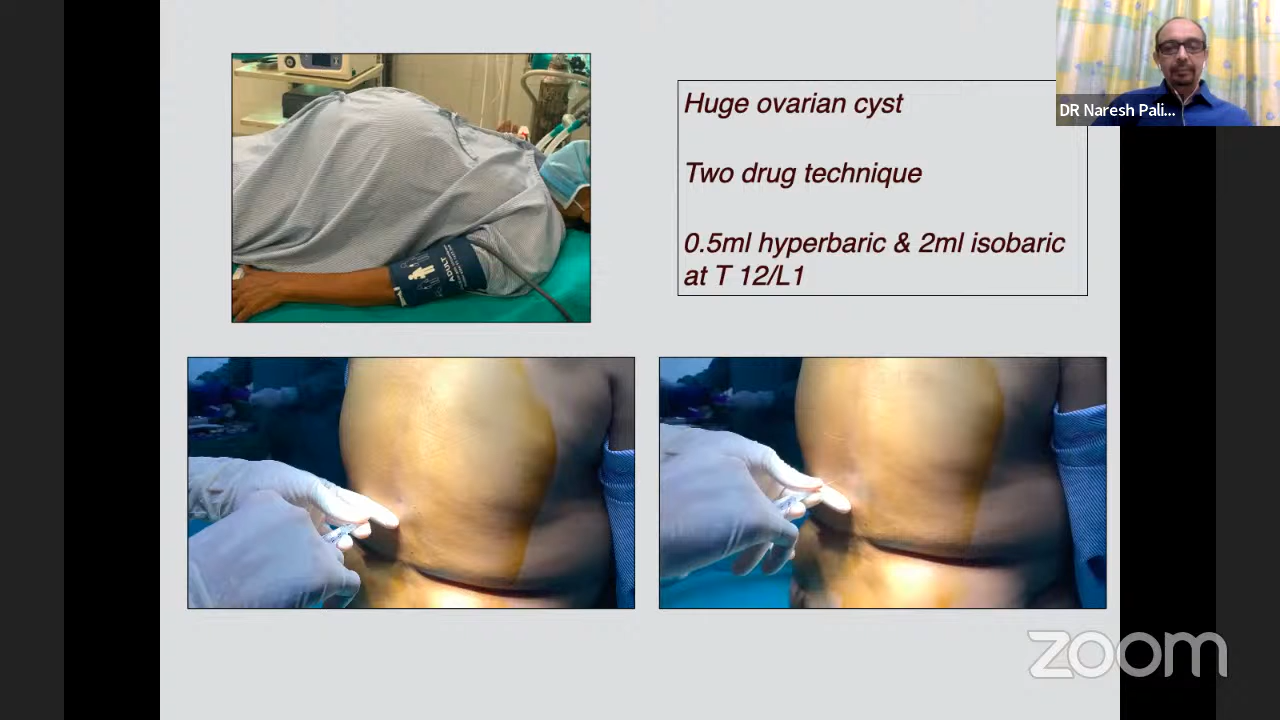 Huge ovarian cyst
Two drug technique
0.5ml hyperbaric & 2ml isobaric
at T 12/L1
DR Naresh Pali...
ADULT
zoom